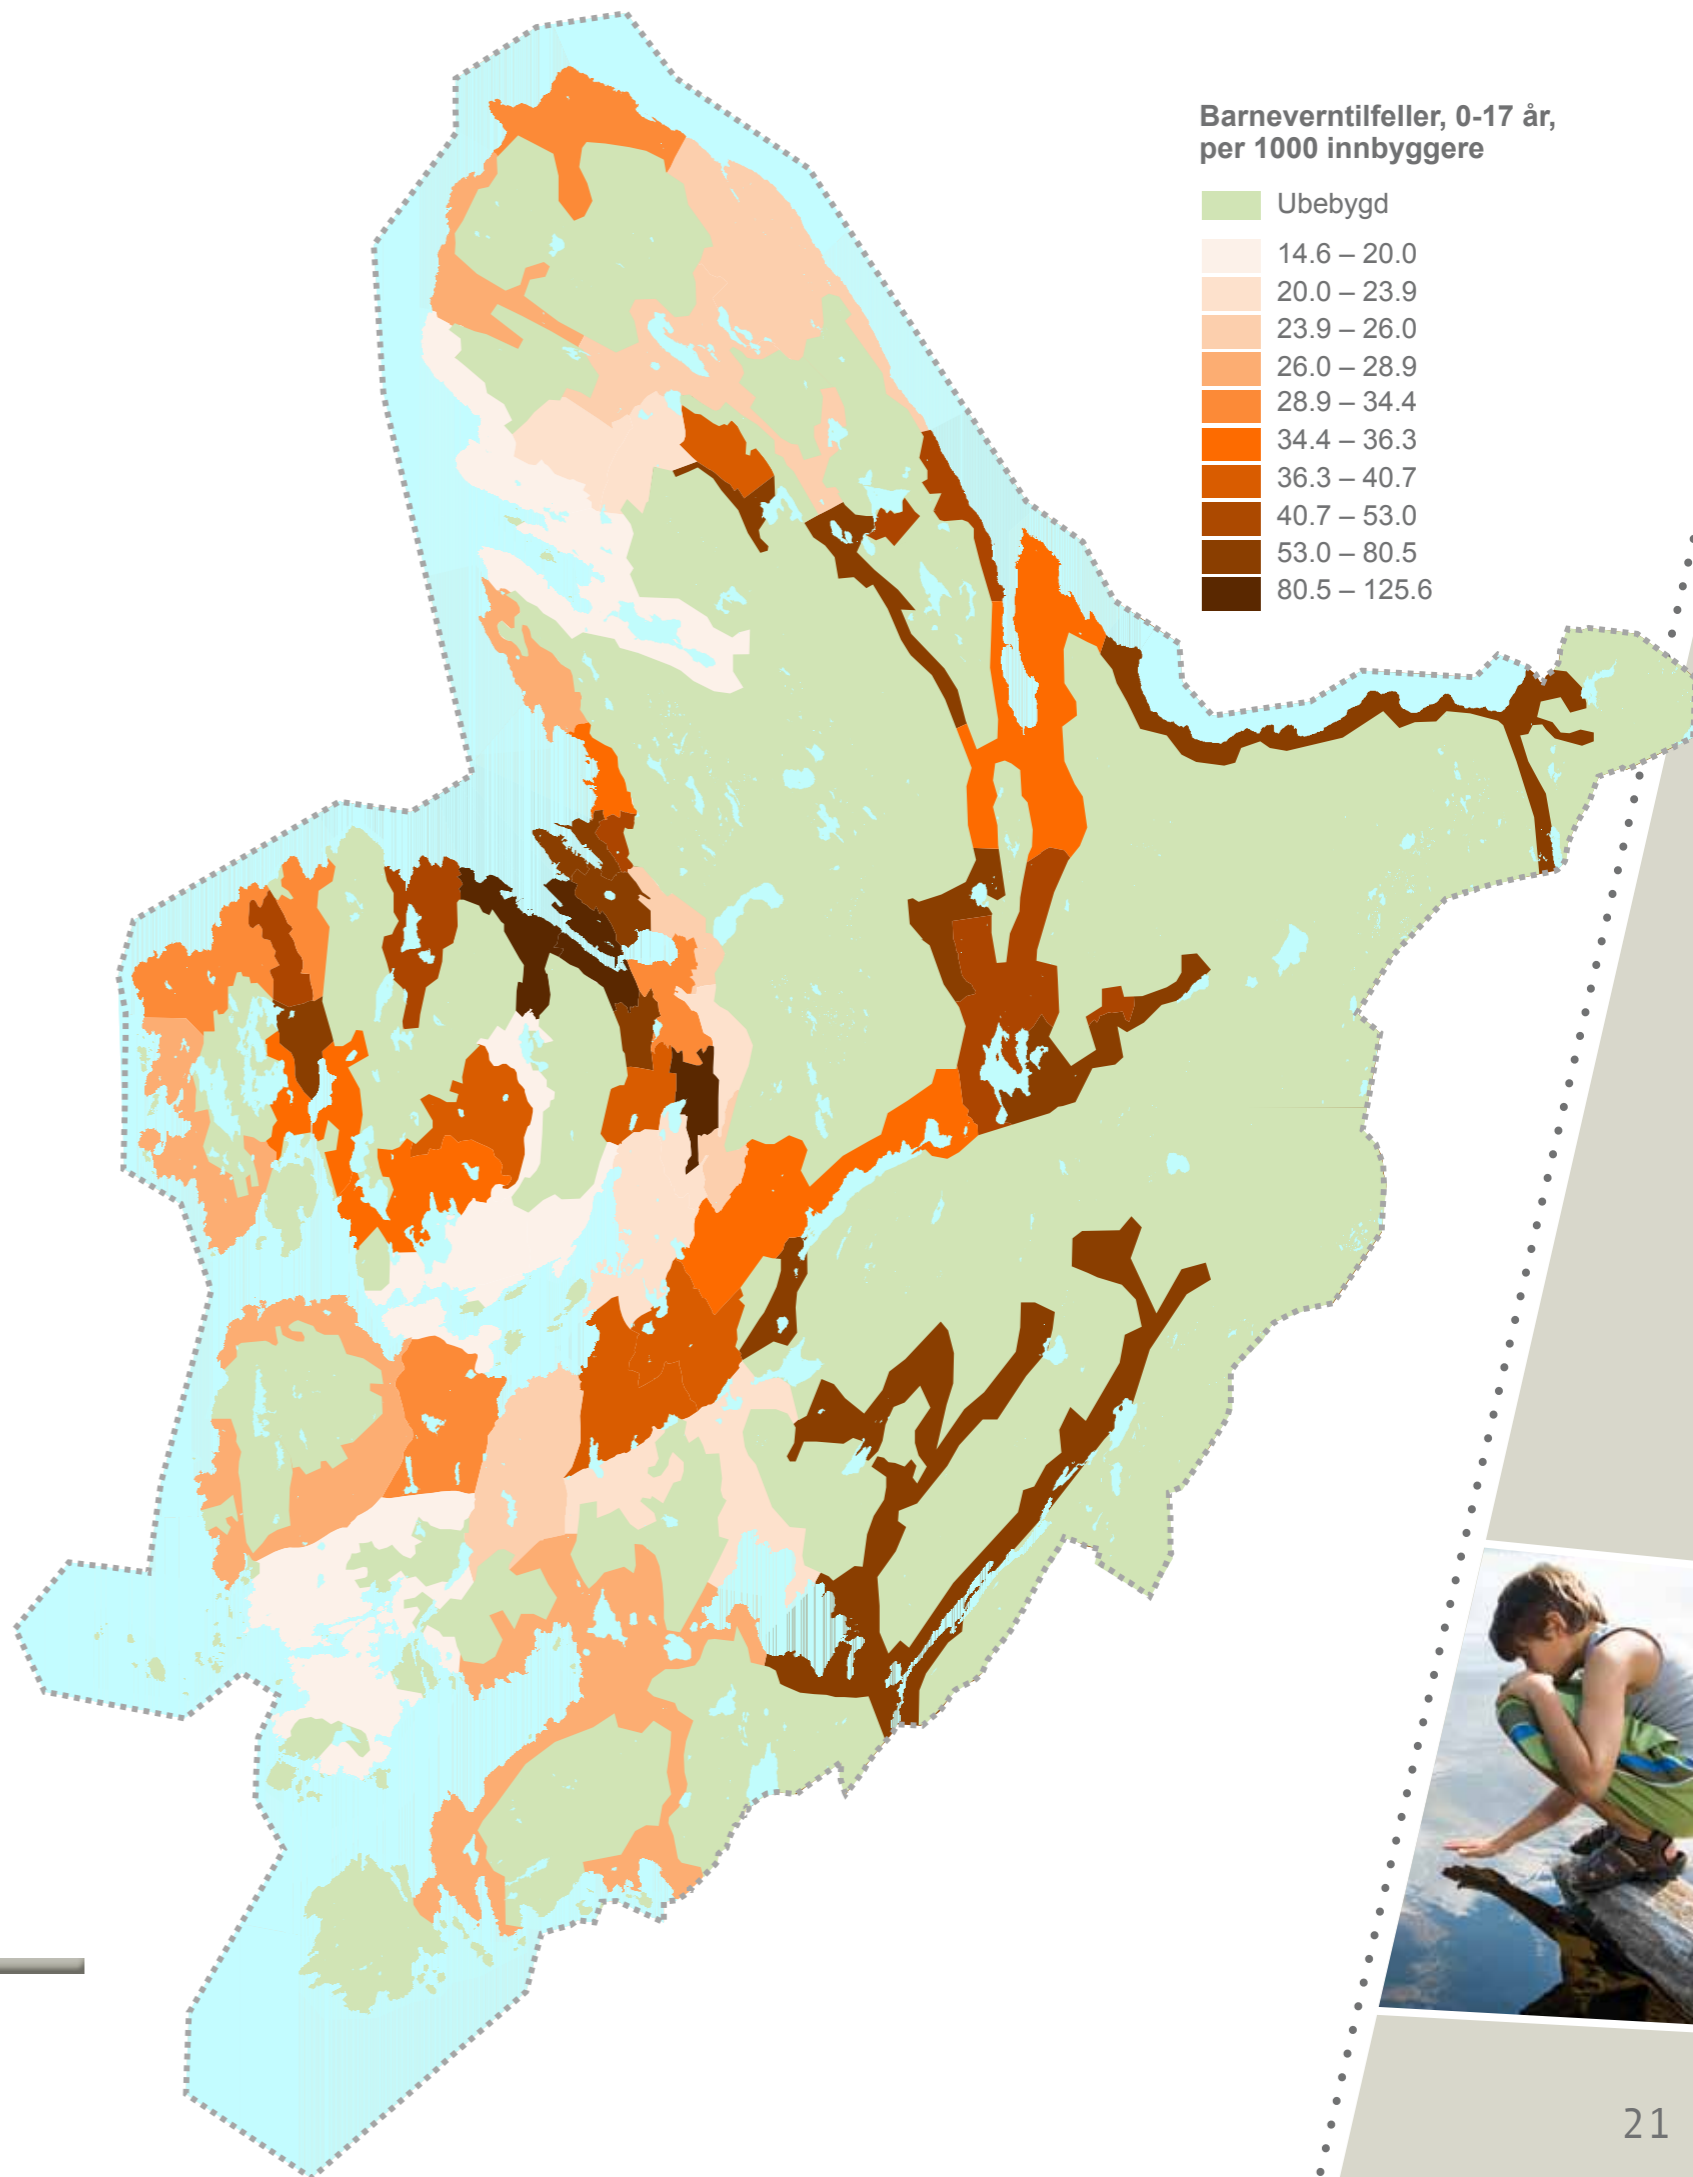 Barneverntilfeller, 0-17 år,
per 1000 innbyggere
Ubebygd
14.6 – 20.0
20.0 – 23.9
23.9 – 26.0
26.0 – 28.9
28.9 – 34.4
34.4 – 36.3
36.3 – 40.7
40.7 – 53.0
53.0 – 80.5
80.5 – 125.6
21